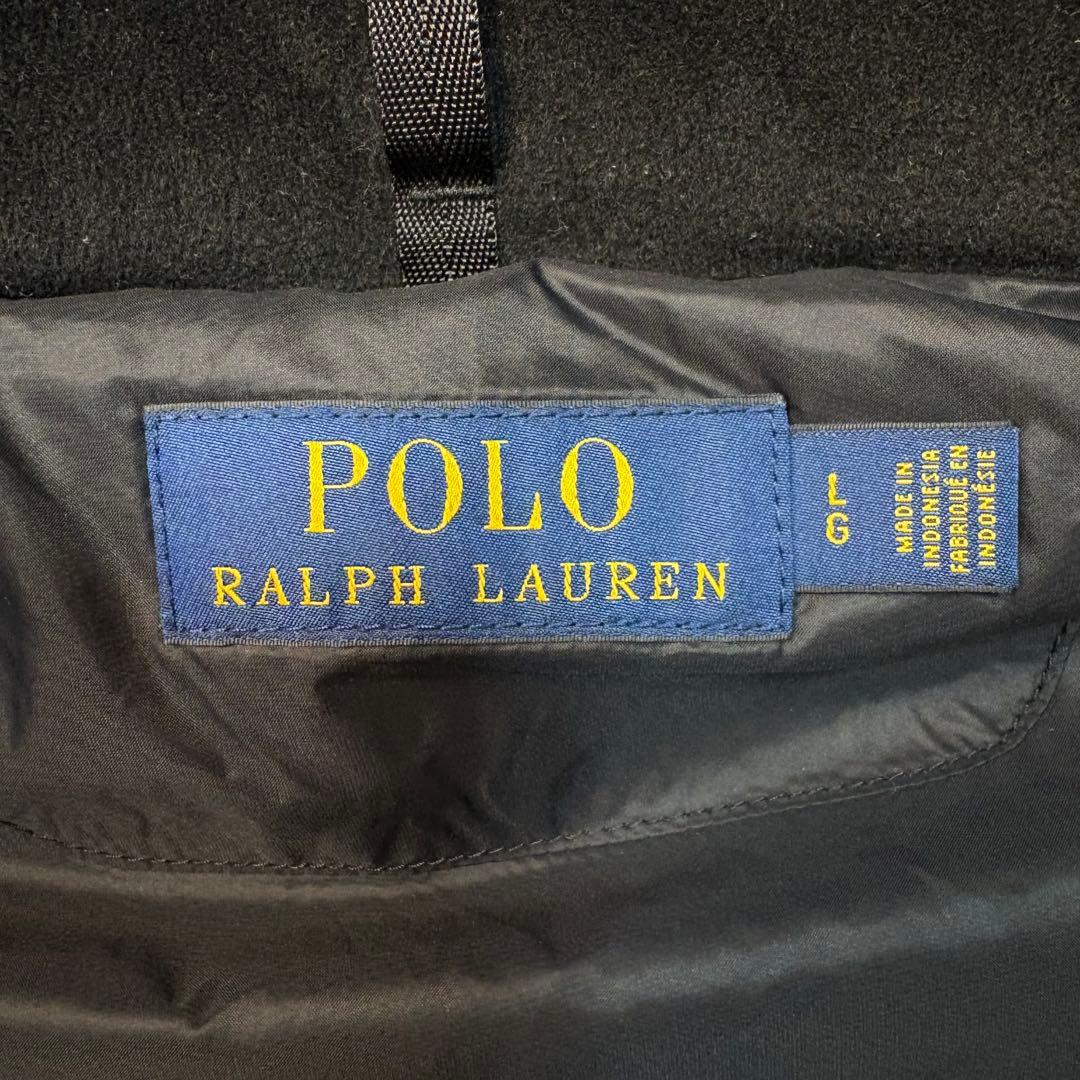 POLO
RALPH LAUREN
L
G
MADE IN
INDONESIA
FABRIQUÉ EN
INDONÉSIE